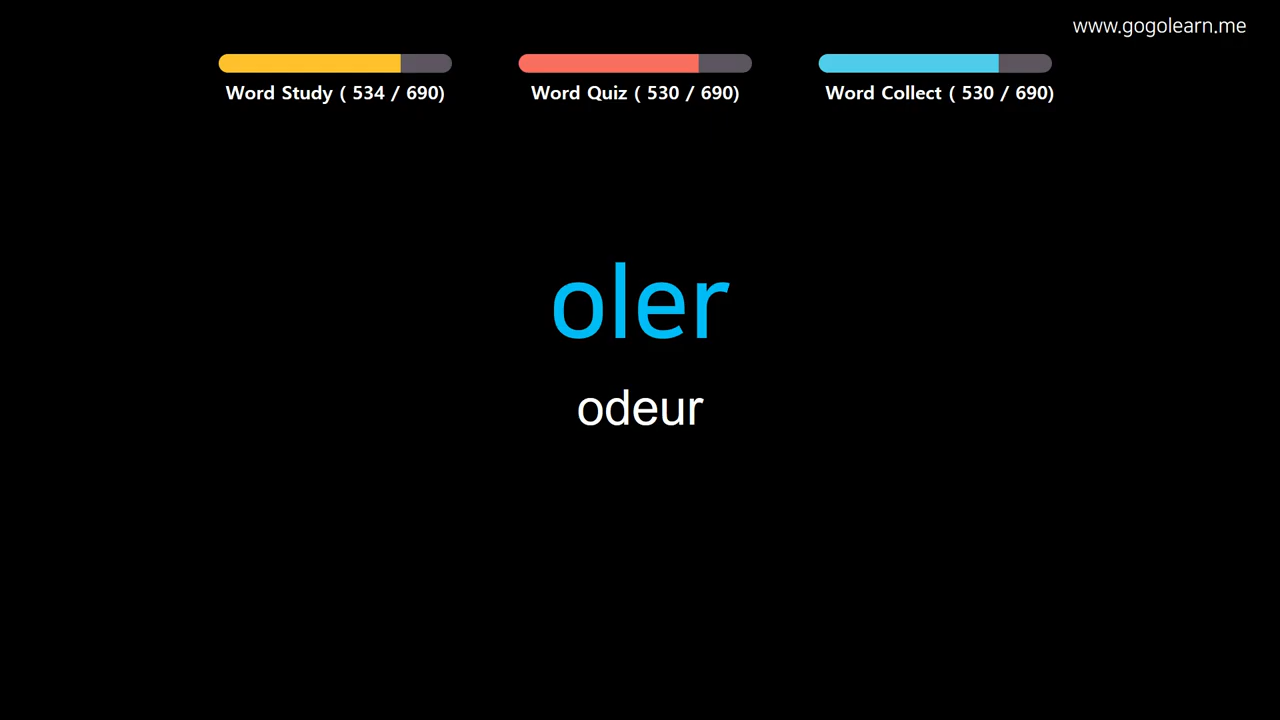 www.gogolearn.me
Word Study ( 534 / 690)
Word Quiz ( 530 / 690)
Word Collect ( 530 / 690)
oler
odeur